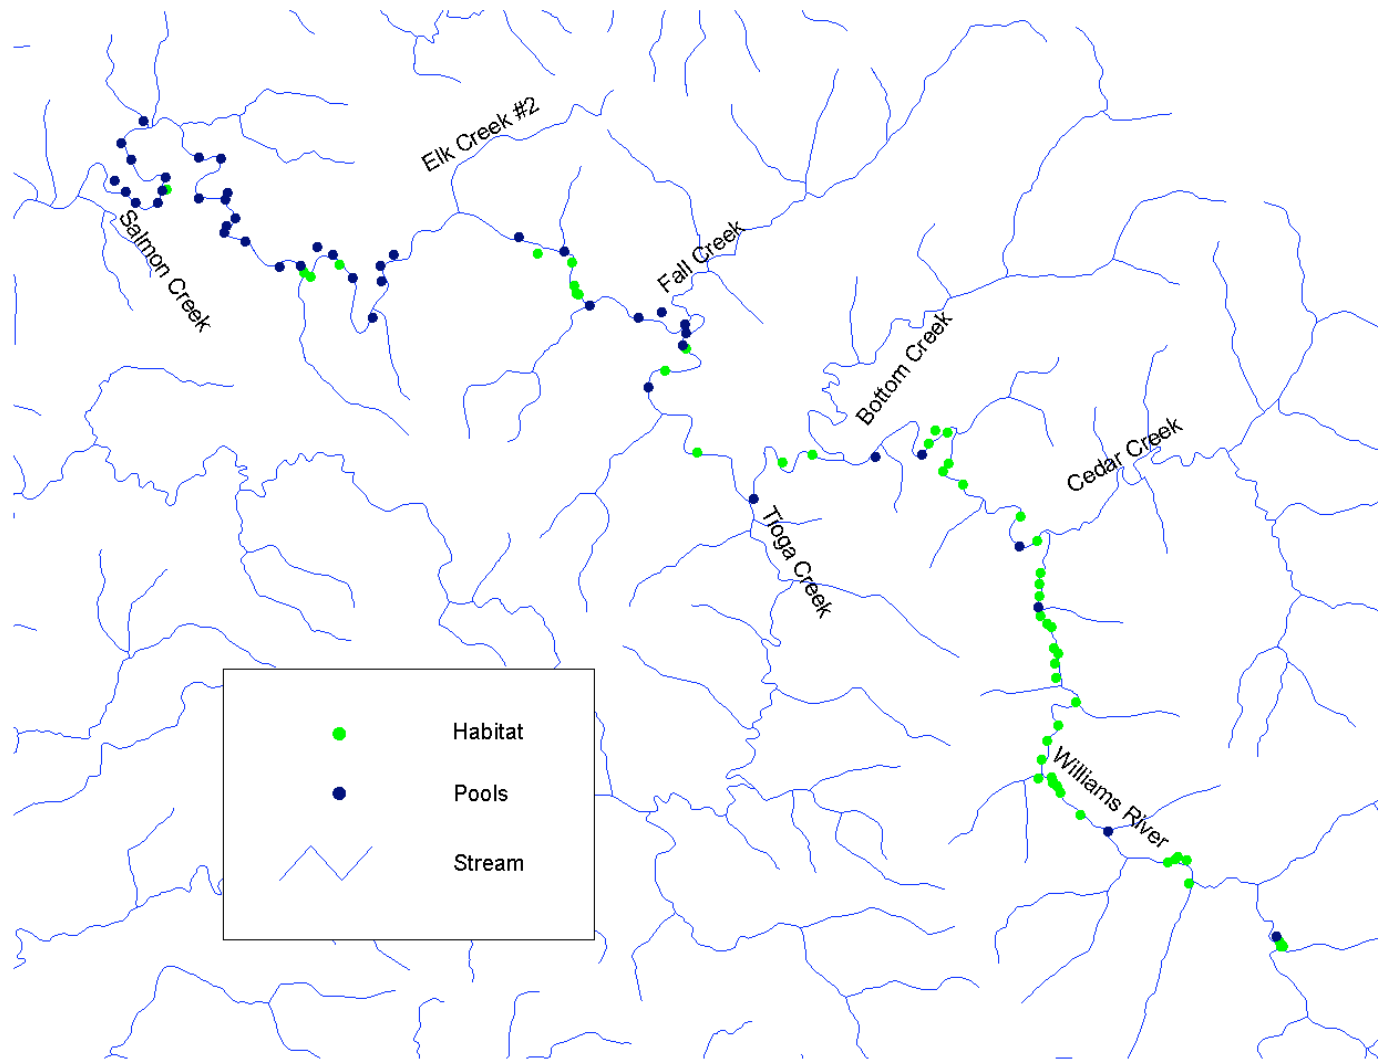 Elk Creek #2
Salmon Creek
Fall Creek
Bottom Creek
Cedar Creek
Tioga Creek
Williams River
Habitat
Pools
Stream